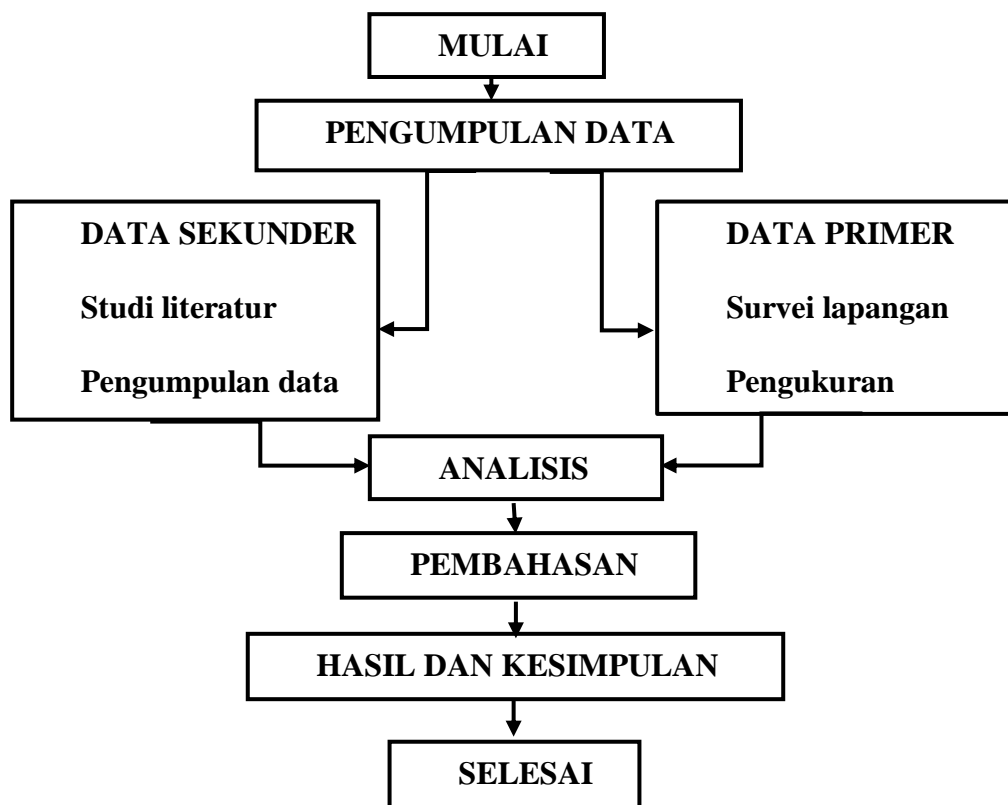 MULAI
PENGUMPULAN DATA
DATA SEKUNDER
Studi literatur
Pengumpulan data
DATA PRIMER
Survei lapangan
Pengukuran
ANALISIS
PEMBAHASAN
HASIL DAN KESIMPULAN
SELESAI